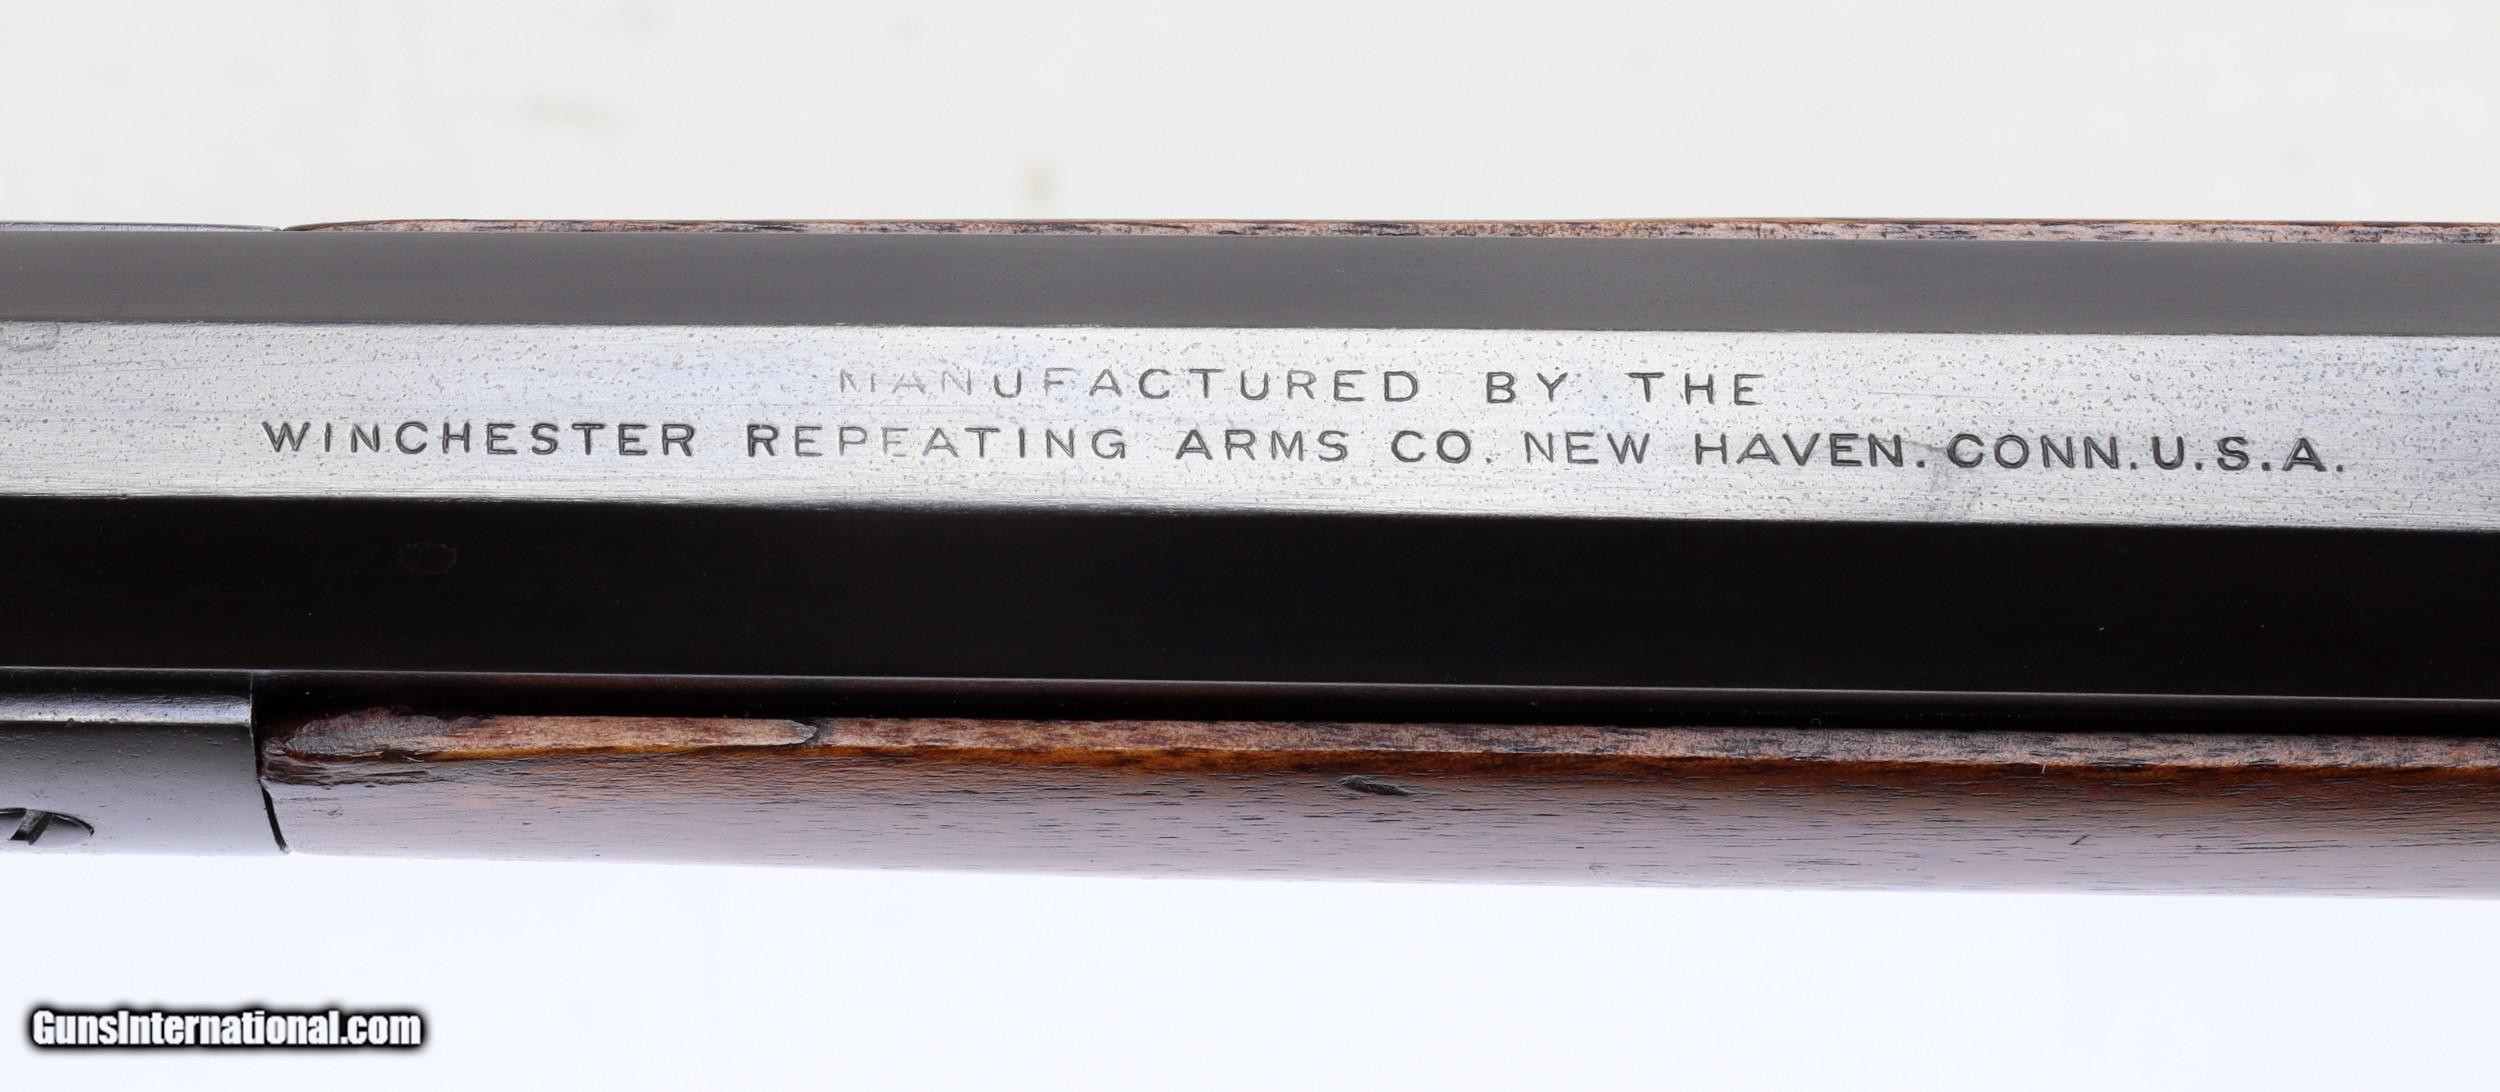 MANUFACTURED BY THE
WINCHESTER REPEATING ARMS CO. NEW HAVEN. CONN. U.S.A.
GunsInternational.com